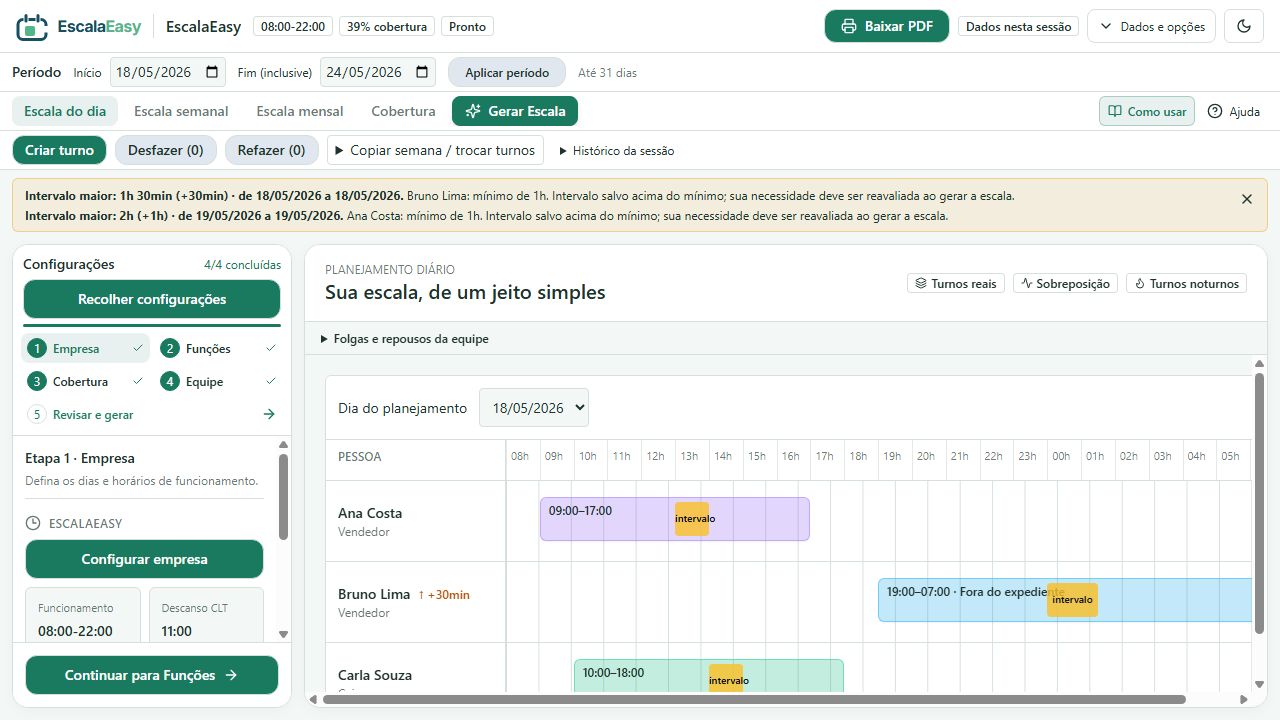 EscalaEasy EscalaEasy 08:00-22:00 39% cobertura Pronto Baixar PDF Dados nesta sessão Dados e opções
Período Início 18/05/2026 Fim (inclusive) 24/05/2026 Aplicar período Até 31 dias
Escala do dia Escala semanal Escala mensal Cobertura Gerar Escala Como usar Ajuda
Criar turno Desfazer (0) Refazer (0) Copiar semana / trocar turnos Histórico da sessão
Intervalo maior: 1h 30min (+30min) · de 18/05/2026 a 18/05/2026. Bruno Lima: mínimo de 1h. Intervalo salvo acima do mínimo; sua necessidade deve ser reavaliada ao gerar a escala.
Intervalo maior: 2h (+1h) · de 19/05/2026 a 19/05/2026. Ana Costa: mínimo de 1h. Intervalo salvo acima do mínimo; sua necessidade deve ser reavaliada ao gerar a escala.
Configurações 4/4 concluídas
Recolher configurações
1 Empresa 2 Funções
3 Cobertura 4 Equipe
5 Revisar e gerar
Etapa 1 · Empresa
Defina os dias e horários de funcionamento.
ESCALAEASY
Configurar empresa
Funcionamento Descanso CLT
08:00-22:00 11:00
Continuar para Funções
PLANEJAMENTO DIÁRIO
Sua escala, de um jeito simples
Turnos reais Sobreposição Turnos noturnos
Folgas e repousos da equipe
Dia do planejamento 18/05/2026
PESSOA 08h 09h 10h 11h 12h 13h 14h 15h 16h 17h 18h 19h 20h 21h 22h 23h 00h 01h 02h 03h 04h 05h
Ana Costa
Vendedor
09:00–17:00 intervalo
Bruno Lima ↑ +30min
Vendedor
19:00–07:00 · Fora do expediente intervalo
Carla Souza
10:00–18:00 intervalo